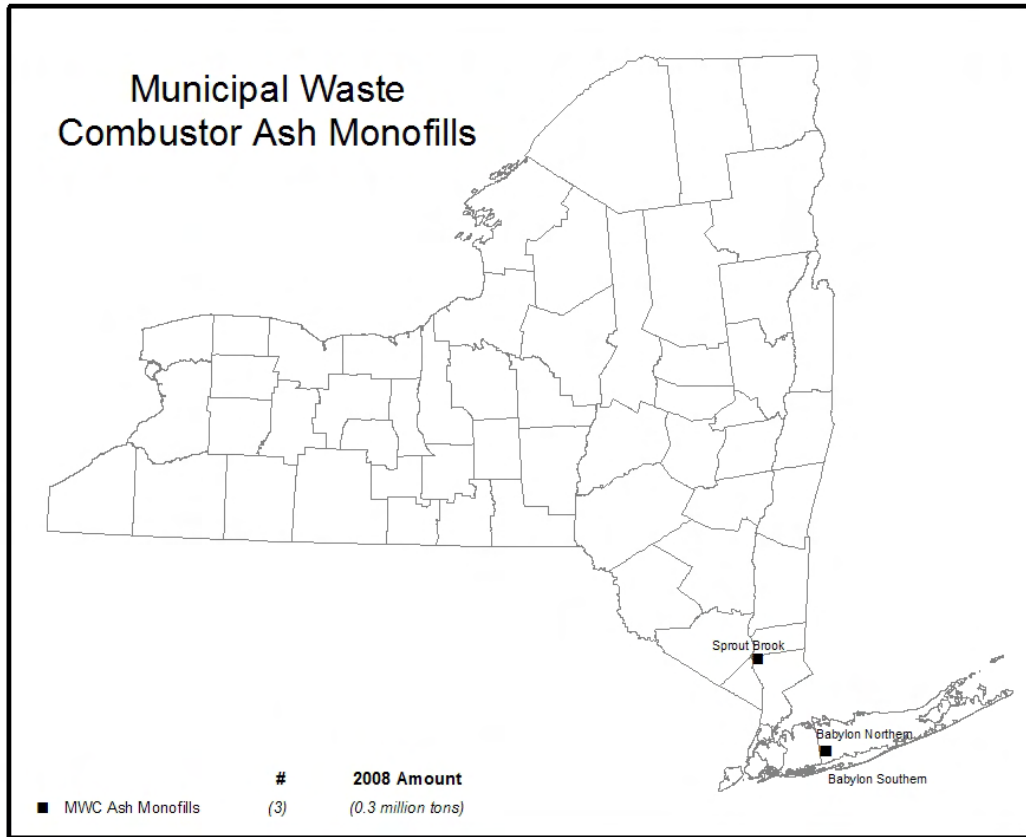 Municipal Waste
Combustor Ash Monofills
Sprout Brook
Babylon Northern
Babylon Southern
# 2008 Amount
MWC Ash Monofills (3) (0.3 million tons)